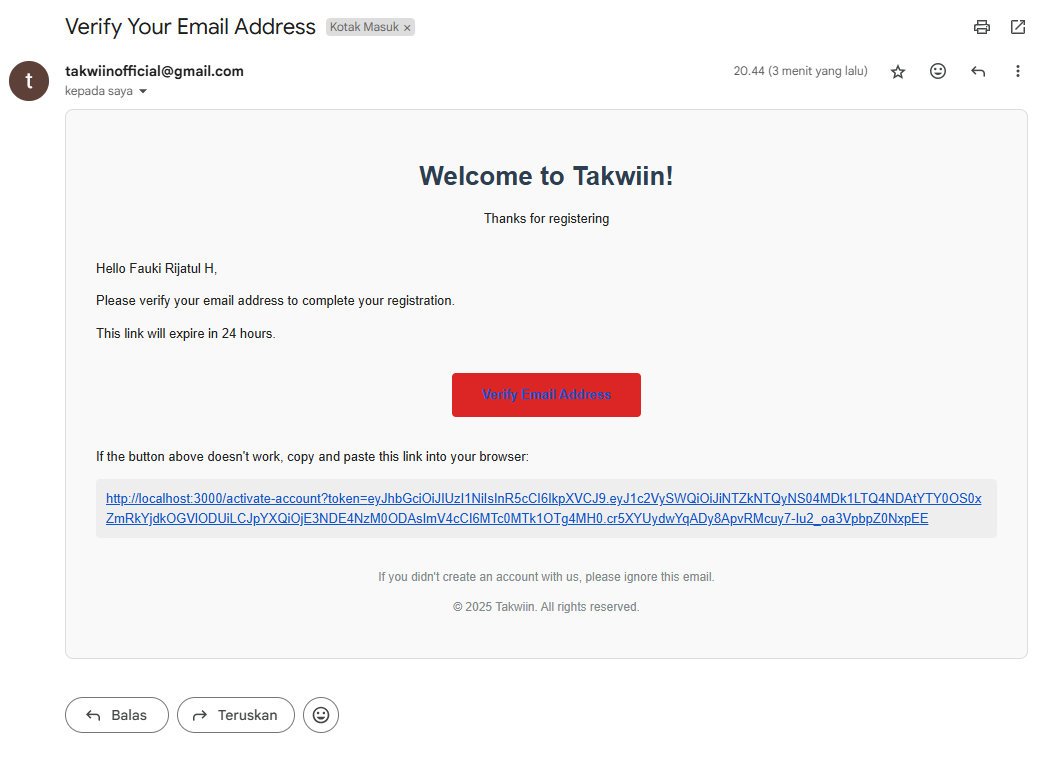 Verify Your Email Address
Kotak Masuk ×
t
takwiinofficial@gmail.com
20.44 (3 menit yang lalu)
kepada saya
Welcome to Takwiin!
Thanks for registering
Hello Fauki Rijatul H,
Please verify your email address to complete your registration.
This link will expire in 24 hours.
Verify Email Address
If the button above doesn't work, copy and paste this link into your browser:
http://localhost:3000/activate-account?token=eyJhbGciOiJIUzI1NiIsInR5cCI6IkpXVCJ9.eyJ1c2VySWQiOiJiNTZkNTQyNS04MDk1LTQ4NDAtYTY0OS0x
ZmRkYjdkOGVlODUiLCJpYXQiOjE3NDE4NzM0ODAsImV4cCI6MTc0MTk1OTg4MH0.cr5XYUydwYqADy8ApvRMcuy7-Iu2_oa3VpbpZ0NxpEE
If you didn't create an account with us, please ignore this email.
© 2025 Takwiin. All rights reserved.
Balas
Teruskan